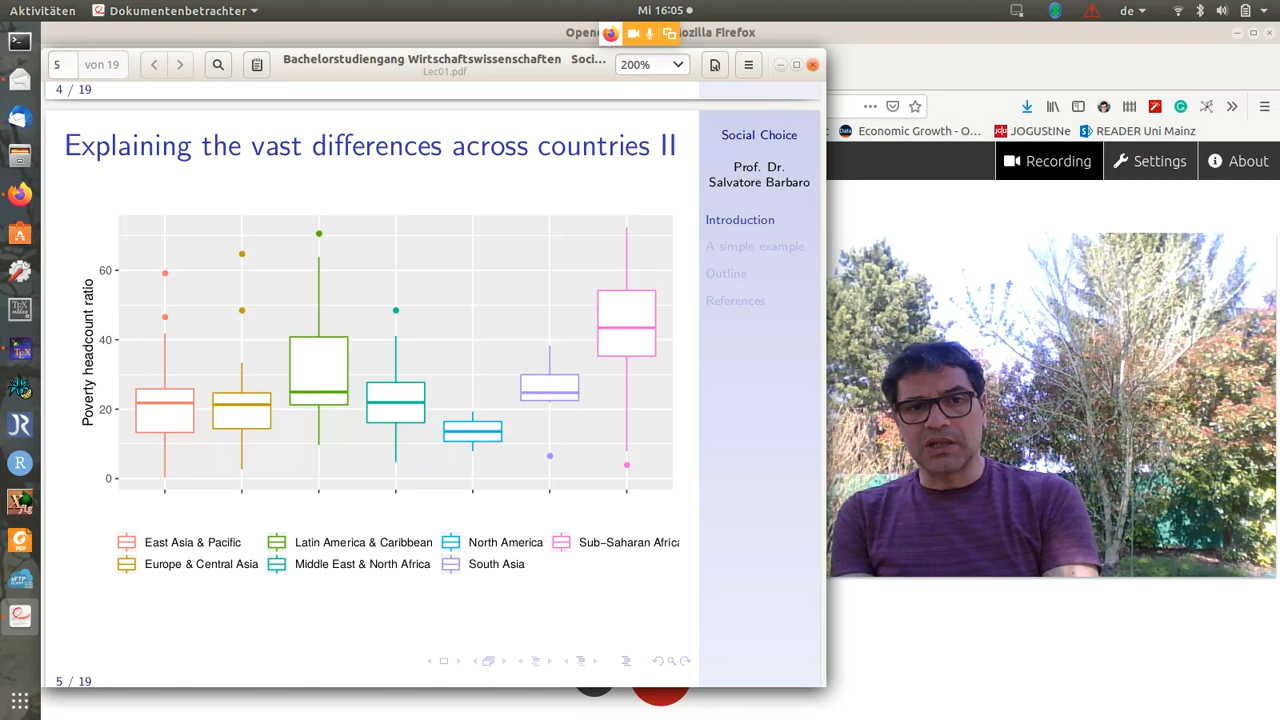 Aktivitäten
Dokumentenbetrachter
Mi 16:05
de
Mozilla Firefox
5
von 19
Bachelorstudiengang Wirtschaftswissenschaften Soci...
Lec01.pdf
200%
4 / 19
Economic Growth - O...
JOGUStINe
READER Uni Mainz
Recording
Settings
About
Explaining the vast differences across countries II
Social Choice
Prof. Dr.
Salvatore Barbaro
Introduction
A simple example
Outline
References
Poverty headcount ratio
60
40
20
0
East Asia & Pacific
Latin America & Caribbean
North America
Sub-Saharan Africa
Europe & Central Asia
Middle East & North Africa
South Asia
5 / 19